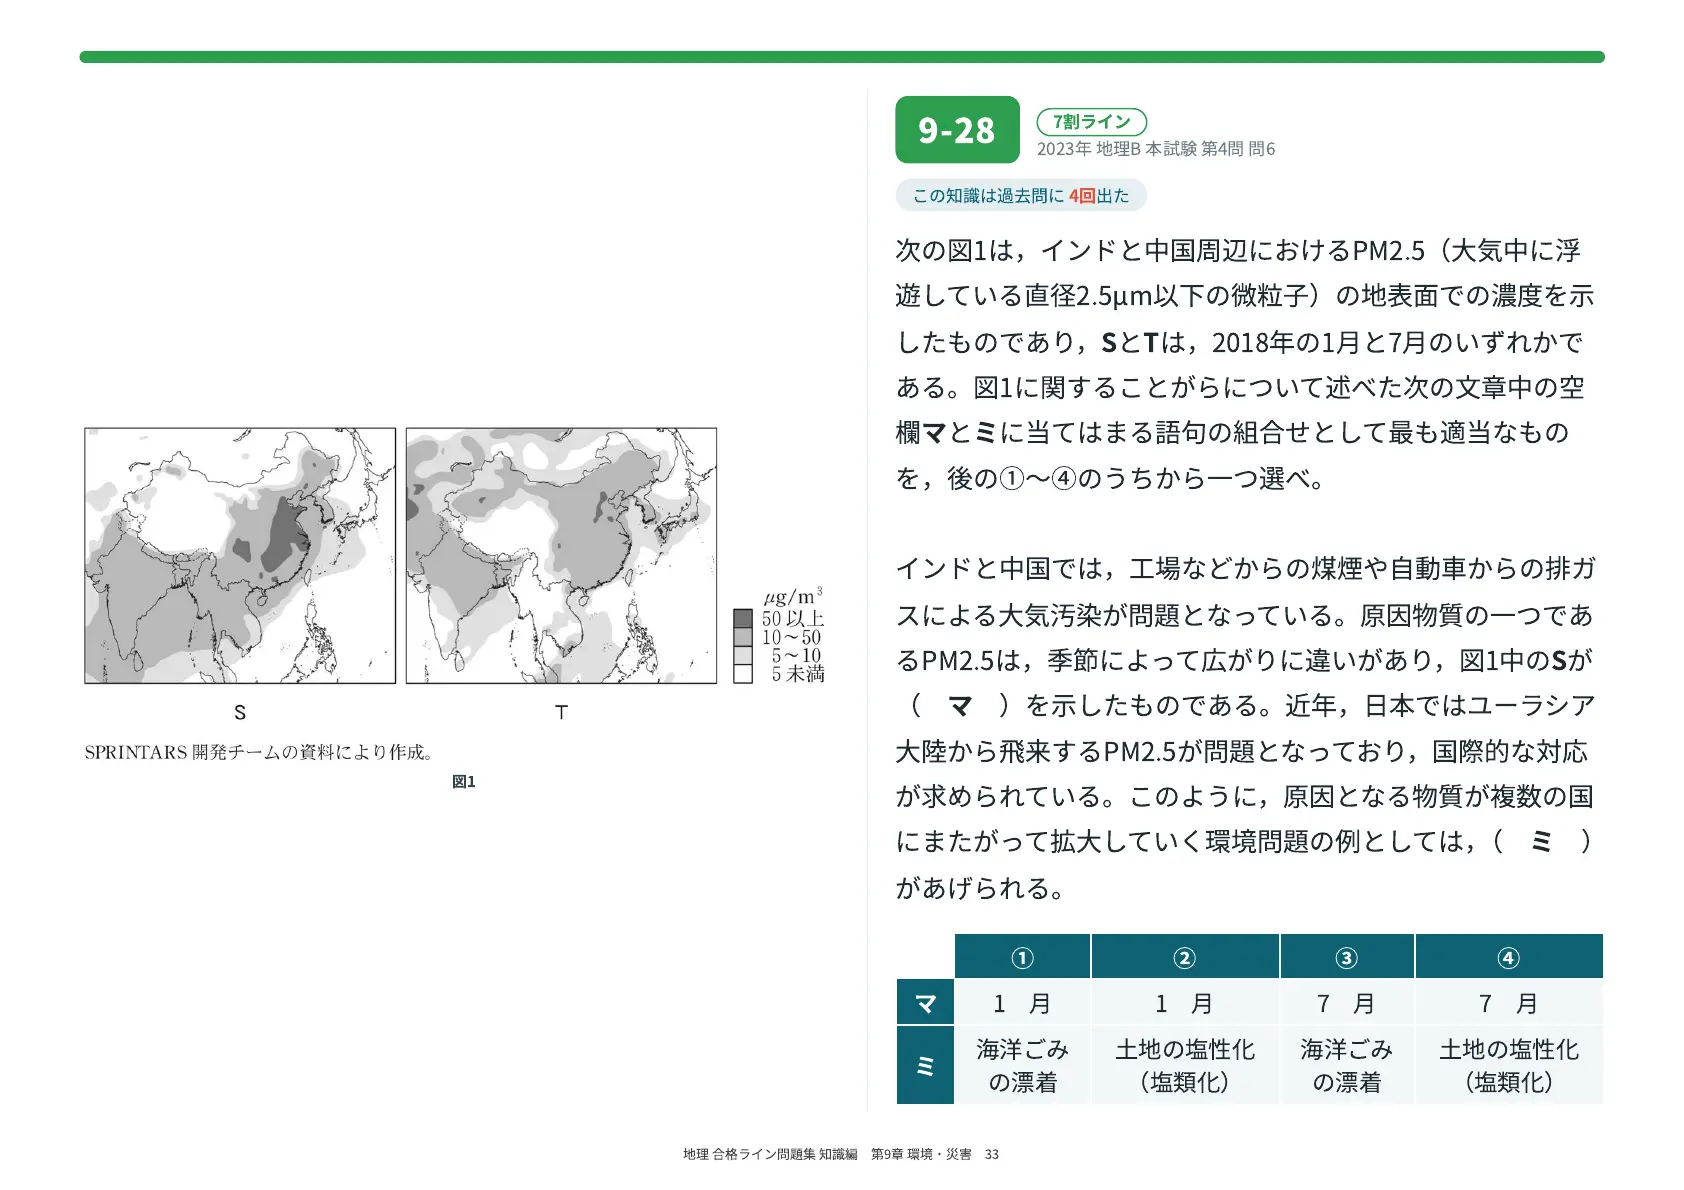 9-28
7割ライン
2023年 地理B 本試験 第4問 問6
この知識は過去問に 4回出た
次の図1は，インドと中国周辺におけるPM2.5（大気中に浮
遊している直径2.5μm以下の微粒子）の地表面での濃度を示
したものであり，SとTは，2018年の1月と7月のいずれかで
ある。図1に関することがらについて述べた次の文章中の空
欄マとミに当てはまる語句の組合せとして最も適当なもの
を，後の①～④のうちから一つ選べ。
インドと中国では，工場などからの煤煙や自動車からの排ガ
スによる大気汚染が問題となっている。原因物質の一つであ
るPM2.5は，季節によって広がりに違いがあり，図1中のSが
（　マ　）を示したものである。近年，日本ではユーラシア
大陸から飛来するPM2.5が問題となっており，国際的な対応
が求められている。このように，原因となる物質が複数の国
にまたがって拡大していく環境問題の例としては，（　ミ　）
があげられる。
① ② ③ ④
マ 1　月 1　月 7　月 7　月
ミ 海洋ごみ 土地の塩性化 海洋ごみ 土地の塩性化
の漂着 （塩類化） の漂着 （塩類化）
μg/m³
50 以上
10～50
5～10
5 未満
S T
SPRINTARS 開発チームの資料により作成。
図1
地理 合格ライン問題集 知識編　第9章 環境・災害　33